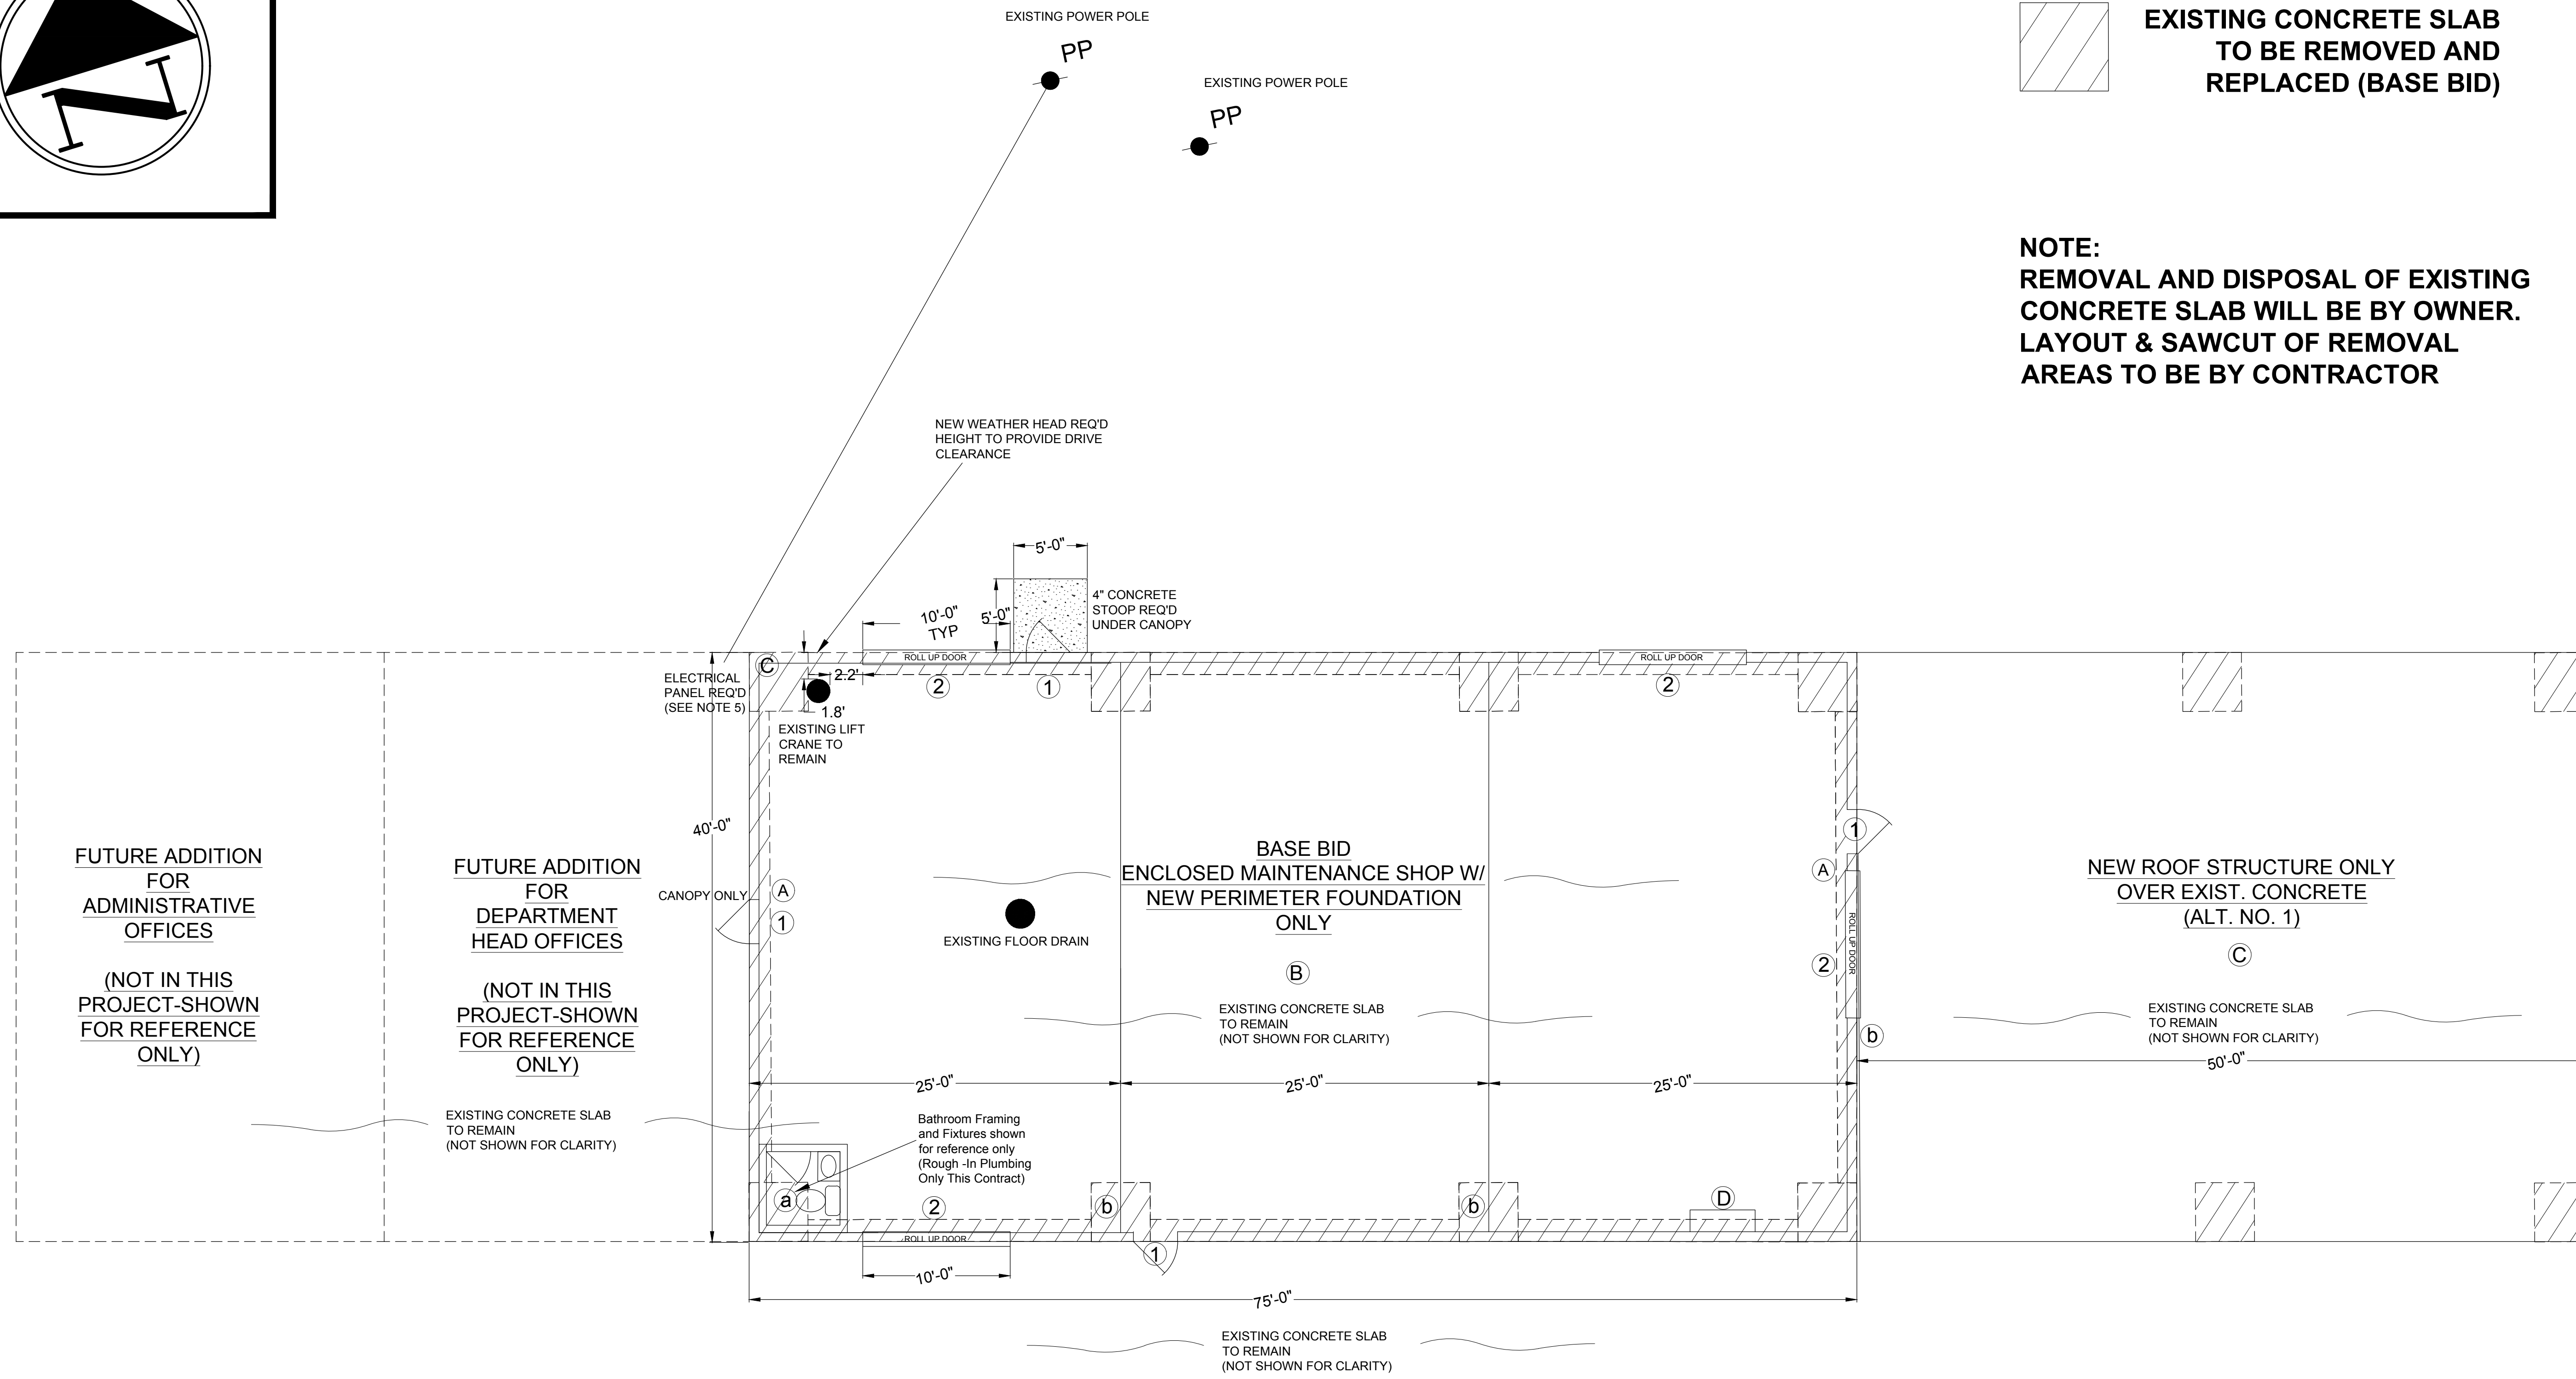 N
EXISTING POWER POLE
PP
EXISTING POWER POLE
PP
EXISTING CONCRETE SLAB
TO BE REMOVED AND
REPLACED (BASE BID)
NOTE:
REMOVAL AND DISPOSAL OF EXISTING
CONCRETE SLAB WILL BE BY OWNER.
LAYOUT & SAWCUT OF REMOVAL
AREAS TO BE BY CONTRACTOR
NEW WEATHER HEAD REQ'D
HEIGHT TO PROVIDE DRIVE
CLEARANCE
5'-0"
10'-0"
TYP
5'-0"
4" CONCRETE
STOOP REQ'D
UNDER CANOPY
C
ROLL UP DOOR
ROLL UP DOOR
ELECTRICAL
PANEL REQ'D
(SEE NOTE 5)
2.2'
2
1
2
1.8'
EXISTING LIFT
CRANE TO
REMAIN
40'-0"
1
A
ROLL UP DOOR
2
b
FUTURE ADDITION
FOR
ADMINISTRATIVE
OFFICES
(NOT IN THIS
PROJECT-SHOWN
FOR REFERENCE
ONLY)
FUTURE ADDITION
FOR
DEPARTMENT
HEAD OFFICES
(NOT IN THIS
PROJECT-SHOWN
FOR REFERENCE
ONLY)
CANOPY ONLY
A
1
BASE BID
ENCLOSED MAINTENANCE SHOP W/
NEW PERIMETER FOUNDATION
ONLY
B
EXISTING FLOOR DRAIN
EXISTING CONCRETE SLAB
TO REMAIN
(NOT SHOWN FOR CLARITY)
NEW ROOF STRUCTURE ONLY
OVER EXIST. CONCRETE
(ALT. NO. 1)
C
EXISTING CONCRETE SLAB
TO REMAIN
(NOT SHOWN FOR CLARITY)
50'-0"
25'-0"
25'-0"
25'-0"
EXISTING CONCRETE SLAB
TO REMAIN
(NOT SHOWN FOR CLARITY)
Bathroom Framing
and Fixtures shown
for reference only
(Rough -In Plumbing
Only This Contract)
a
2
b
b
D
ROLL UP DOOR
1
10'-0"
75'-0"
EXISTING CONCRETE SLAB
TO REMAIN
(NOT SHOWN FOR CLARITY)